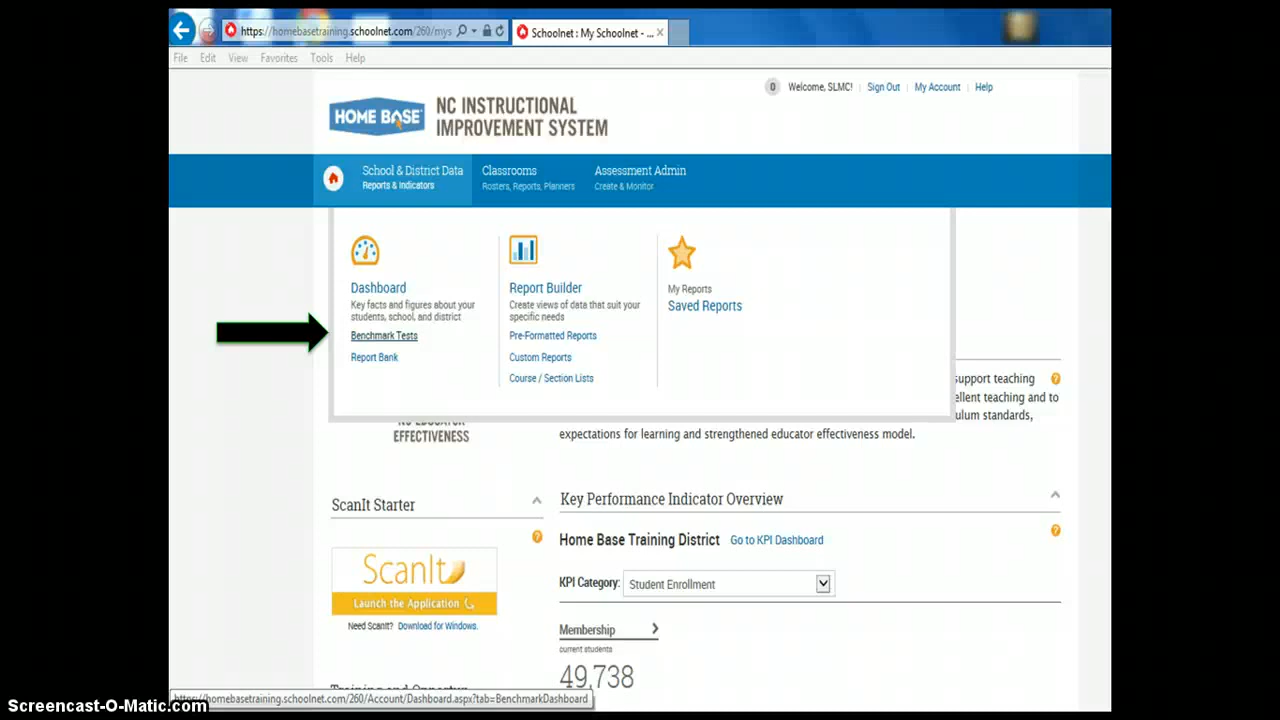 https://homebasetraining.schoolnet.com/260/mys
Schoolnet : My Schoolnet - ...
File Edit View Favorites Tools Help
0 Welcome, SLMC! Sign Out My Account Help
HOME BASE
NC INSTRUCTIONAL
IMPROVEMENT SYSTEM
School & District Data
Reports & Indicators
Classrooms
Rosters, Reports, Planners
Assessment Admin
Create & Monitor
Dashboard
Key facts and figures about your
students, school, and district
Benchmark Tests
Report Bank
Report Builder
Create views of data that suit your
specific needs
Pre-Formatted Reports
Custom Reports
Course / Section Lists
My Reports
Saved Reports
support teaching
ellent teaching and to
ulum standards,
expectations for learning and strengthened educator effectiveness model.
NC EDUCATOR
EFFECTIVENESS
ScanIt Starter
ScanIt
Launch the Application
Need ScanIt? Download for Windows.
Key Performance Indicator Overview
Home Base Training District Go to KPI Dashboard
KPI Category: Student Enrollment
Membership
current students
49,738
https://homebasetraining.schoolnet.com/260/Account/Dashboard.aspx?tab=BenchmarkDashboard
Screencast-O-Matic.com